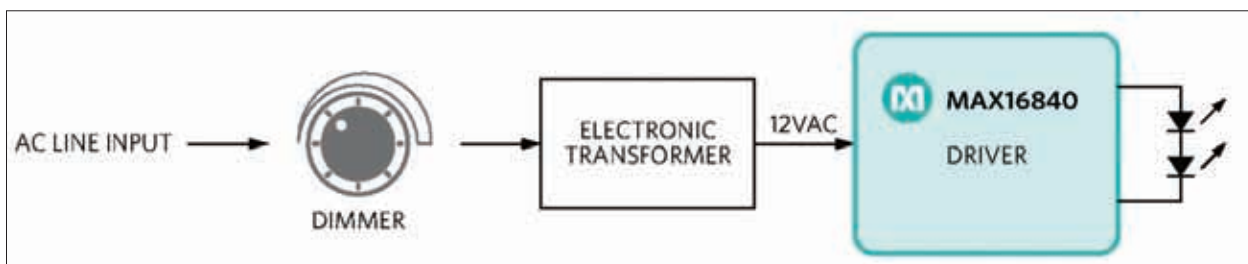 AC LINE INPUT
DIMMER
ELECTRONIC
TRANSFORMER
12VAC
MAX16840
DRIVER